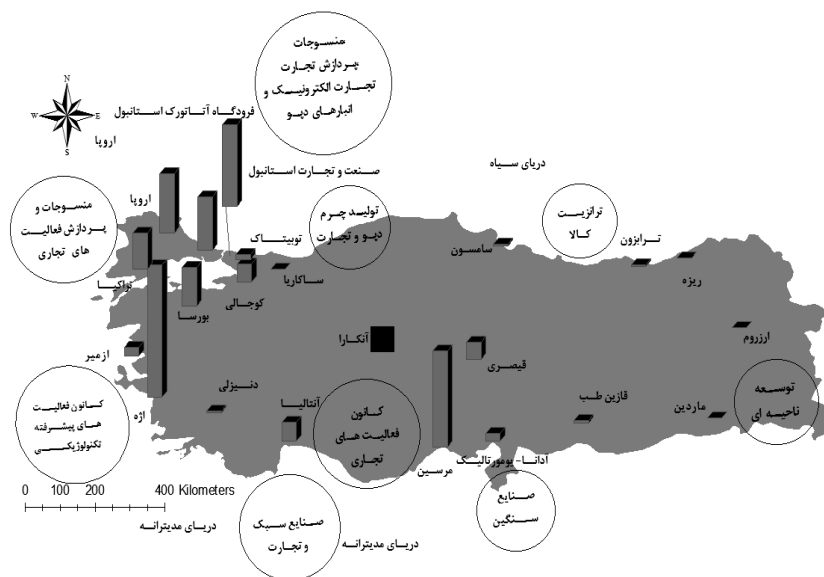 منسوجات
پردازش تجارت
تجارت الکترونیک و
انبارهای دپو
فرودگاه آتاتورک استانبول
N
W
E
S
اروپا
صنعت و تجارت استانبول
دریای سیاه
منسوجات و
پردازش فعالیت
های تجاری
اروپا
توبیتاک
تولید چرم
دپو و تجارت
ترانزیت
کالا
سامسون
ترابزون
ریزه
تراکیا
بورسا
کوجالی
ساکاریا
آنکارا
قیصری
ارزروم
ازمیر
اژه
دنیزلی
آنتالیا
کانون
فعالیت های
تجاری
مرسین
آدانا-یومورتالیک
قازین طب
ماردین
توسعه
ناحیه ای
کانون فعالیت
های پیشرفته
تکنولوژیکی
صنایع
سنگین
0 100 200 400 Kilometers
صنایع سبک
و تجارت
دریای مدیترانه
دریای مدیترانه